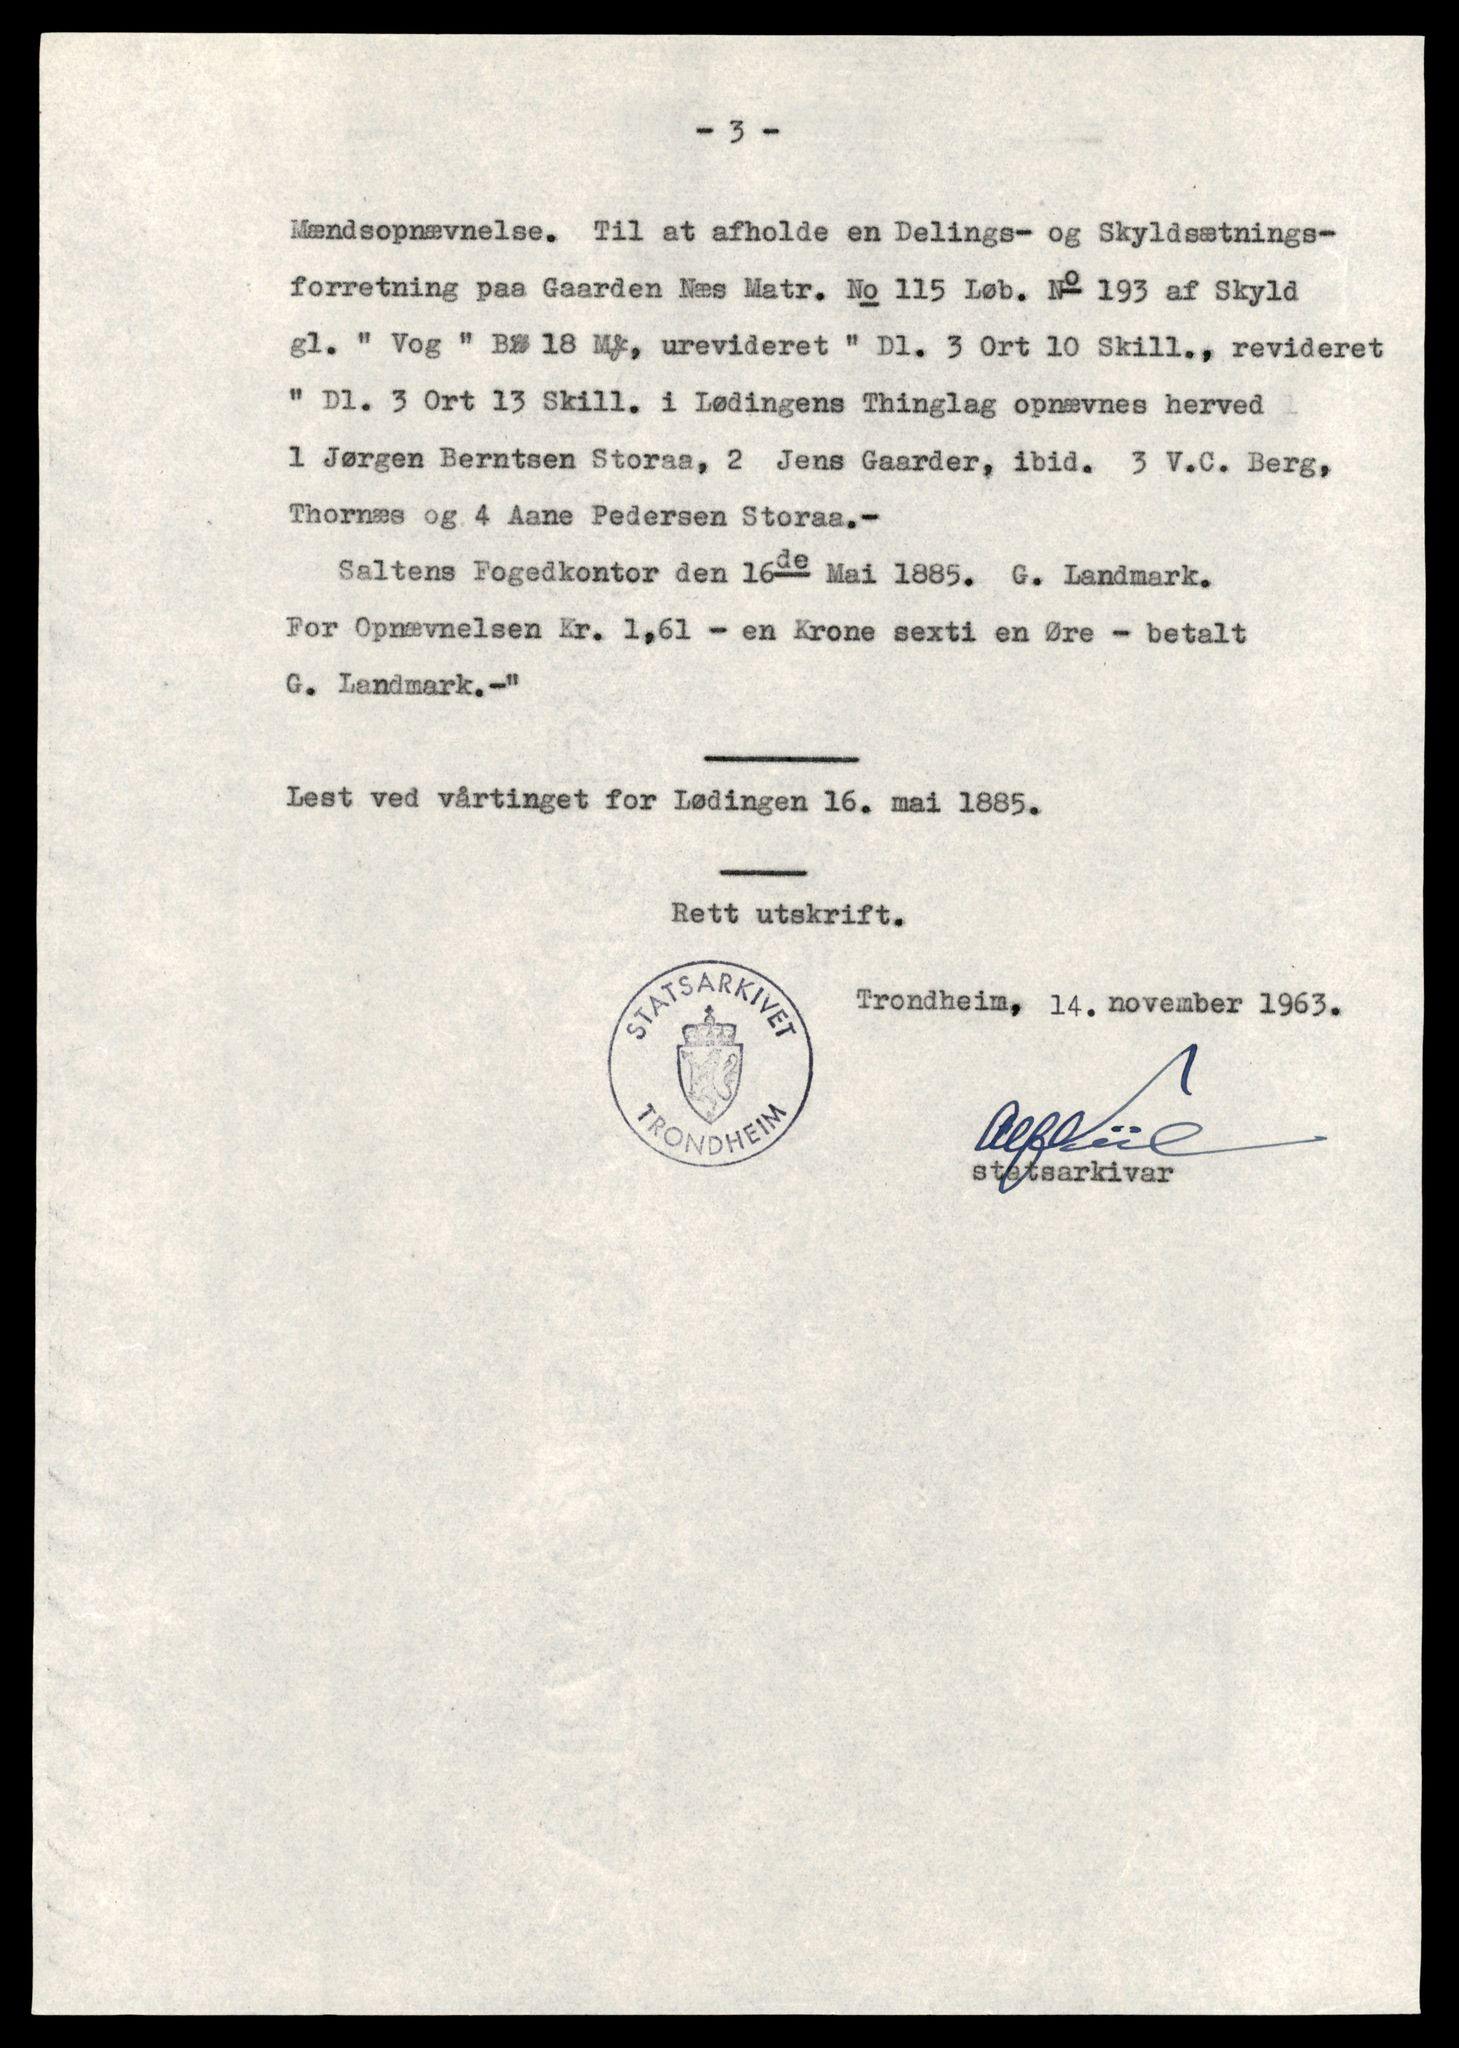 - 3 -
Mændsopnævnelse. Til at afholde en Delings- og Skyldsætnings-
forretning paa Gaarden Næs Matr. No 115 Løb. No 193 af Skyld
gl. " Vog " 18 Mk, urevideret " Dl. 3 Ort 10 Skill., revideret
" Dl. 3 Ort 13 Skill. i Lødingens Thinglag opnævnes herved
1 Jørgen Berntsen Storaa, 2 Jens Gaarder, ibid. 3 V.C. Berg,
Thornæs og 4 Aane Pedersen Storaa.-
Saltens Fogedkontor den 16de Mai 1885. G. Landmark.
For Opnævnelsen Kr. 1,61 - en Krone sexti en Øre - betalt
G. Landmark.-"
Lest ved vårtinget for Lødingen 16. mai 1885.
Rett utskrift.
STATSARKIVET
TRONDHEIM
Trondheim, 14. november 1963.
statsarkivar